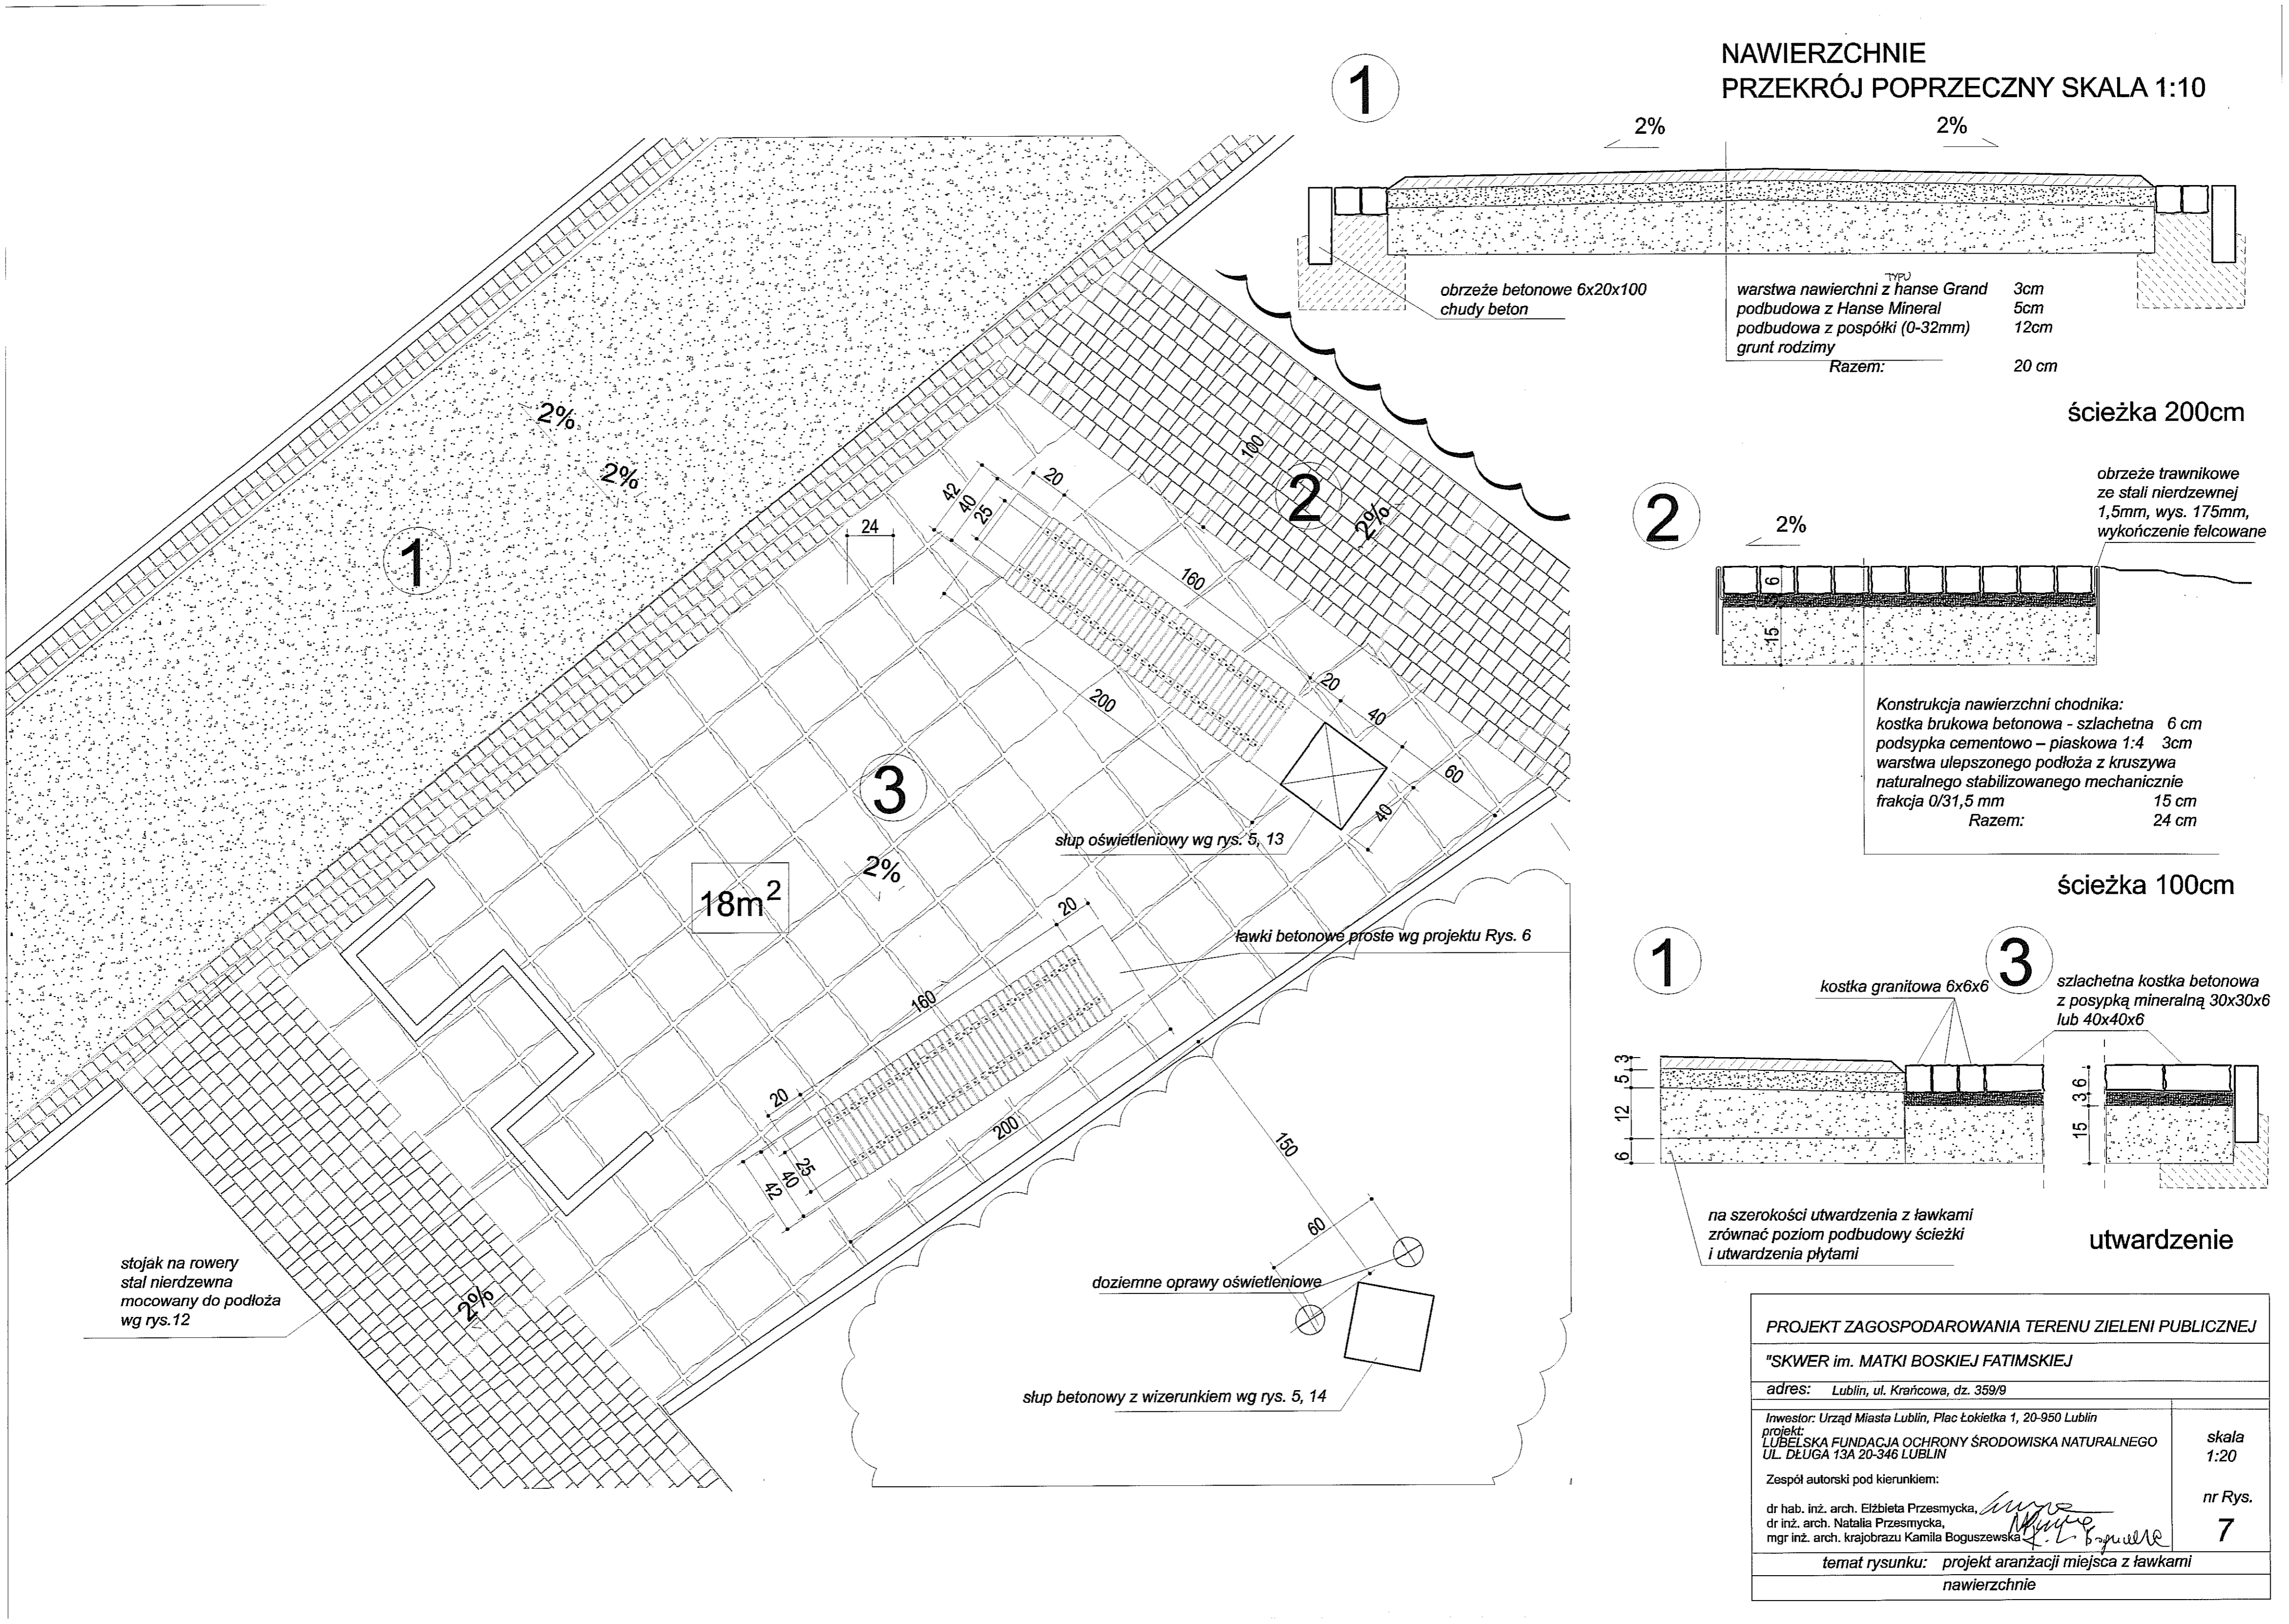 NAWIERZCHNIE
PRZEKRÓJ POPRZECZNY SKALA 1:10
1
2%
2%
obrzeże betonowe 6x20x100
chudy beton
TYPU
warstwa nawierchni z hanse Grand 3cm
podbudowa z Hanse Mineral 5cm
podbudowa z pospółki (0-32mm) 12cm
grunt rodzimy
Razem: 20 cm
ścieżka 200cm
2
2%
obrzeże trawnikowe
ze stali nierdzewnej
1,5mm, wys. 175mm,
wykończenie felcowane
6
15
Konstrukcja nawierzchni chodnika:
kostka brukowa betonowa - szlachetna 6 cm
podsypka cementowo – piaskowa 1:4 3cm
warstwa ulepszonego podłoża z kruszywa
naturalnego stabilizowanego mechanicznie
frakcja 0/31,5 mm 15 cm
Razem: 24 cm
ścieżka 100cm
1
3
kostka granitowa 6x6x6
szlachetna kostka betonowa
z posypką mineralną 30x30x6
lub 40x40x6
3
5
12
6
6
3
15
na szerokości utwardzenia z ławkami
zrównać poziom podbudowy ścieżki
i utwardzenia płytami
utwardzenie
2%
2%
1
24
42
40
25
20
100
2
2%
160
200
20
40
60
40
3
2%
18m2
słup oświetleniowy wg rys. 5, 13
20
ławki betonowe proste wg projektu Rys. 6
160
20
25
40
42
200
150
60
doziemne oprawy oświetleniowe
słup betonowy z wizerunkiem wg rys. 5, 14
stojak na rowery
stal nierdzewna
mocowany do podłoża
wg rys.12
2%
PROJEKT ZAGOSPODAROWANIA TERENU ZIELENI PUBLICZNEJ
"SKWER im. MATKI BOSKIEJ FATIMSKIEJ
adres: Lublin, ul. Krańcowa, dz. 359/9
Inwestor: Urząd Miasta Lublin, Plac Łokietka 1, 20-950 Lublin
projekt:
LUBELSKA FUNDACJA OCHRONY ŚRODOWISKA NATURALNEGO
UL. DŁUGA 13A 20-346 LUBLIN
Zespół autorski pod kierunkiem:
dr hab. inż. arch. Elżbieta Przesmycka,
dr inż. arch. Natalia Przesmycka,
mgr inż. arch. krajobrazu Kamila Boguszewska
skala
1:20
nr Rys.
7
temat rysunku: projekt aranżacji miejsca z ławkami
nawierzchnie